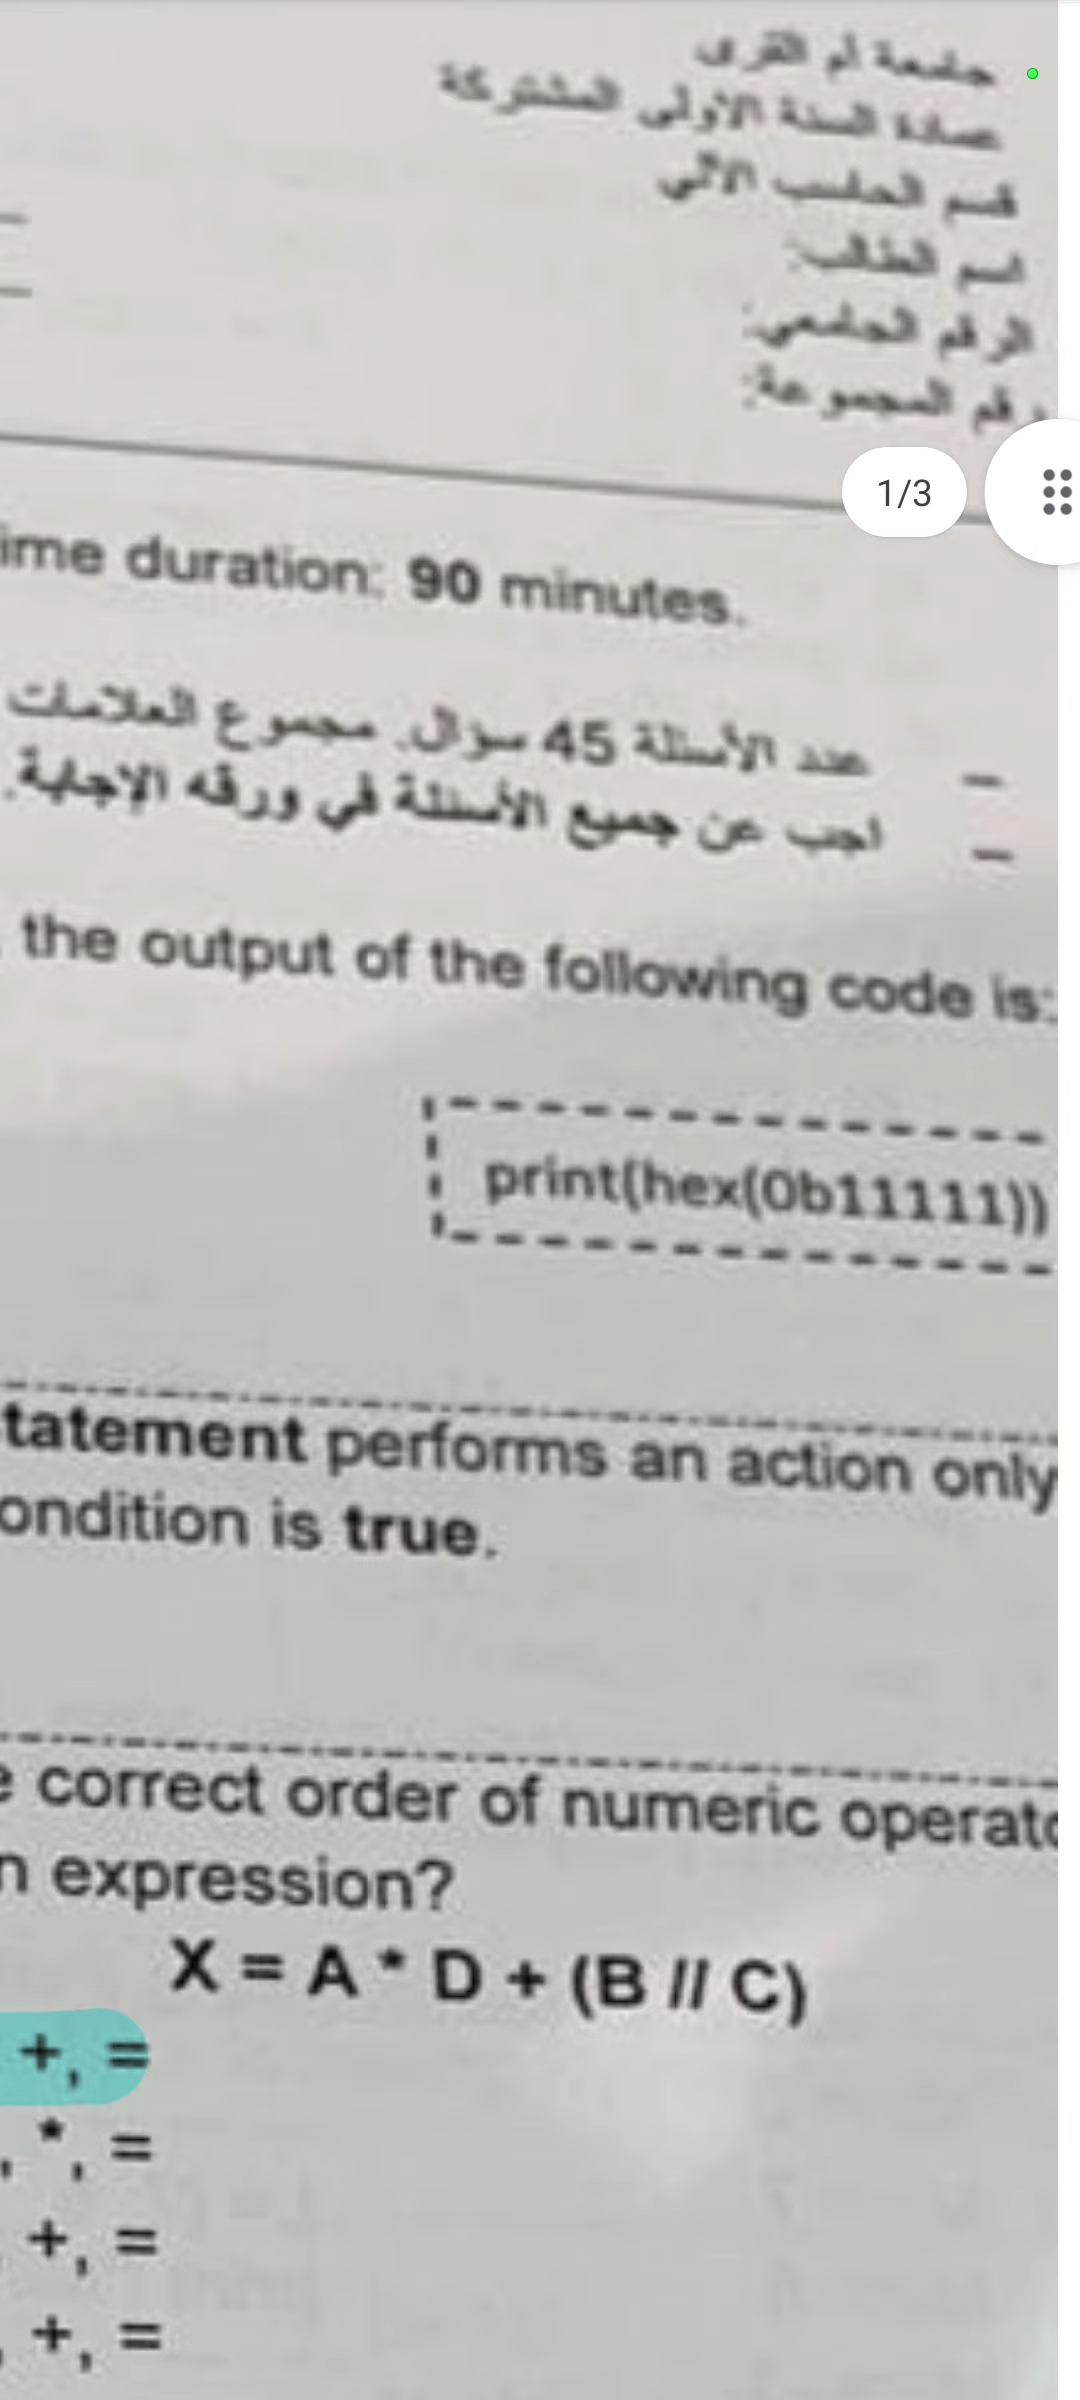 جامعة أم القرى
عمادة السنة الأولى المشتركة
قسم الحاسب الآلي
اسم الطالب:
الرقم الجامعي:
رقم المجموعة:
1/3
ime duration: 90 minutes.
عدد الأسئلة 45 سؤال. مجموع العلامات
اجب عن جميع الأسئلة في ورقه الإجابة.
the output of the following code is:
print(hex(0b11111))
tatement performs an action only
ondition is true.
e correct order of numeric operato
n expression?
X = A * D + (B // C)
+, =
, *, =
+, =
, +, =